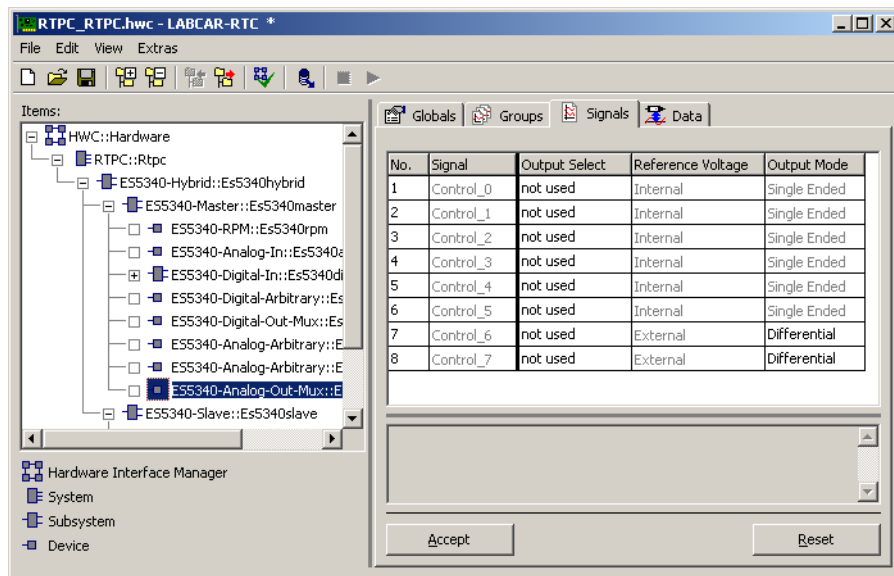 RTPC_RTPC.hwc - LABCAR-RTC *
File Edit View Extras
Items:
HWC::Hardware
RTPC::Rtpc
ES5340-Hybrid::Es5340hybrid
ES5340-Master::Es5340master
ES5340-RPM::Es5340rpm
ES5340-Analog-In::Es5340a
ES5340-Digital-In::Es5340di
ES5340-Digital-Arbitrary::Es
ES5340-Digital-Out-Mux::Es
ES5340-Analog-Arbitrary::E
ES5340-Analog-Arbitrary::E
ES5340-Analog-Out-Mux::E
ES5340-Slave::Es5340slave
Hardware Interface Manager
System
Subsystem
Device
Globals Groups Signals Data
No. Signal Output Select Reference Voltage Output Mode
1 Control_0 not used Internal Single Ended
2 Control_1 not used Internal Single Ended
3 Control_2 not used Internal Single Ended
4 Control_3 not used Internal Single Ended
5 Control_4 not used Internal Single Ended
6 Control_5 not used Internal Single Ended
7 Control_6 not used External Differential
8 Control_7 not used External Differential
Accept Reset